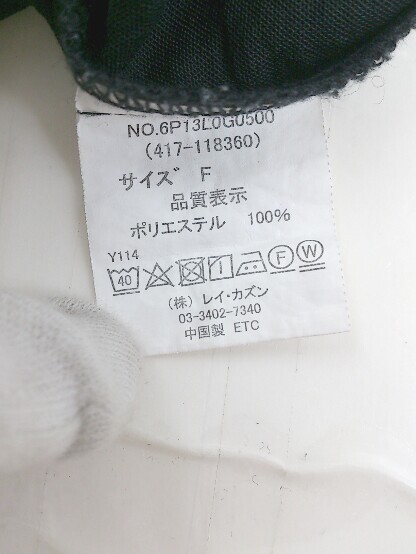 NO.6P13L0G0500
(417-118360)
サイズ F
品質表示
ポリエステル 100%
Y114
40 F W
(株) レイ・カズン
03-3402-7340
中国製 ETC